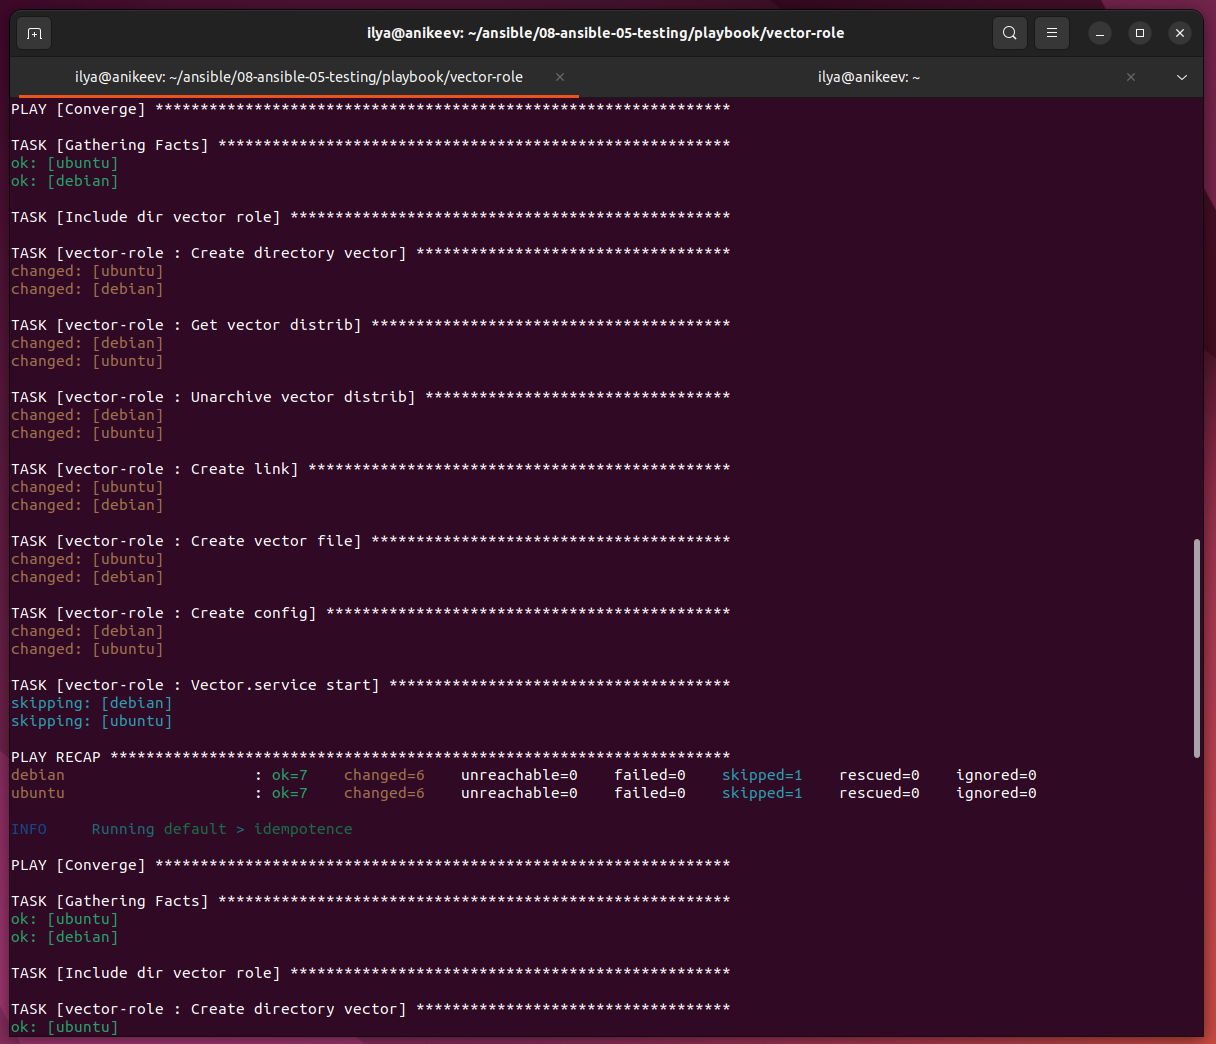 ilya@anikeev: ~/ansible/08-ansible-05-testing/playbook/vector-role
ilya@anikeev: ~/ansible/08-ansible-05-testing/playbook/vector-role
ilya@anikeev: ~
PLAY [Converge] ****************************************************************
TASK [Gathering Facts] *********************************************************
ok: [ubuntu]
ok: [debian]
TASK [Include dir vector role] *************************************************
TASK [vector-role : Create directory vector] ***********************************
changed: [ubuntu]
changed: [debian]
TASK [vector-role : Get vector distrib] ****************************************
changed: [debian]
changed: [ubuntu]
TASK [vector-role : Unarchive vector distrib] **********************************
changed: [debian]
changed: [ubuntu]
TASK [vector-role : Create link] ***********************************************
changed: [ubuntu]
changed: [debian]
TASK [vector-role : Create vector file] ****************************************
changed: [ubuntu]
changed: [debian]
TASK [vector-role : Create config] *********************************************
changed: [debian]
changed: [ubuntu]
TASK [vector-role : Vector.service start] **************************************
skipping: [debian]
skipping: [ubuntu]
PLAY RECAP *********************************************************************
debian                     : ok=7    changed=6    unreachable=0    failed=0    skipped=1    rescued=0    ignored=0
ubuntu                     : ok=7    changed=6    unreachable=0    failed=0    skipped=1    rescued=0    ignored=0
INFO     Running default > idempotence
PLAY [Converge] ****************************************************************
TASK [Gathering Facts] *********************************************************
ok: [ubuntu]
ok: [debian]
TASK [Include dir vector role] *************************************************
TASK [vector-role : Create directory vector] ***********************************
ok: [ubuntu]